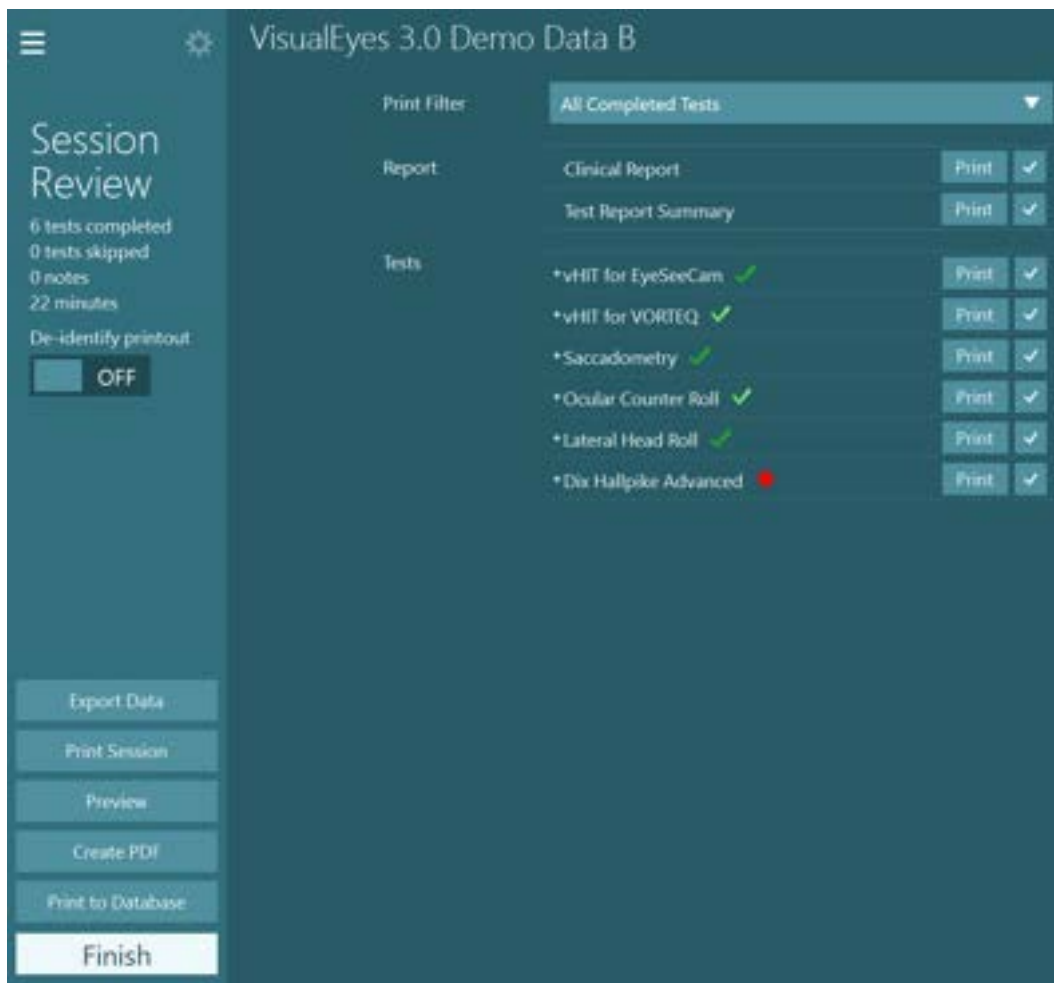 VisualEyes 3.0 Demo Data B
Session
Review
6 tests completed
0 tests skipped
0 notes
22 minutes
De-identify printout
OFF
Export Data
Print Session
Preview
Create PDF
Print to Database
Finish
Print Filter All Completed Tests
Report Clinical Report Print
Test Report Summary Print
Tests
*vHIT for EyeSeeCam Print
*vHIT for VORTEQ Print
*Saccadometry Print
*Ocular Counter Roll Print
*Lateral Head Roll Print
*Dix Hallpike Advanced Print